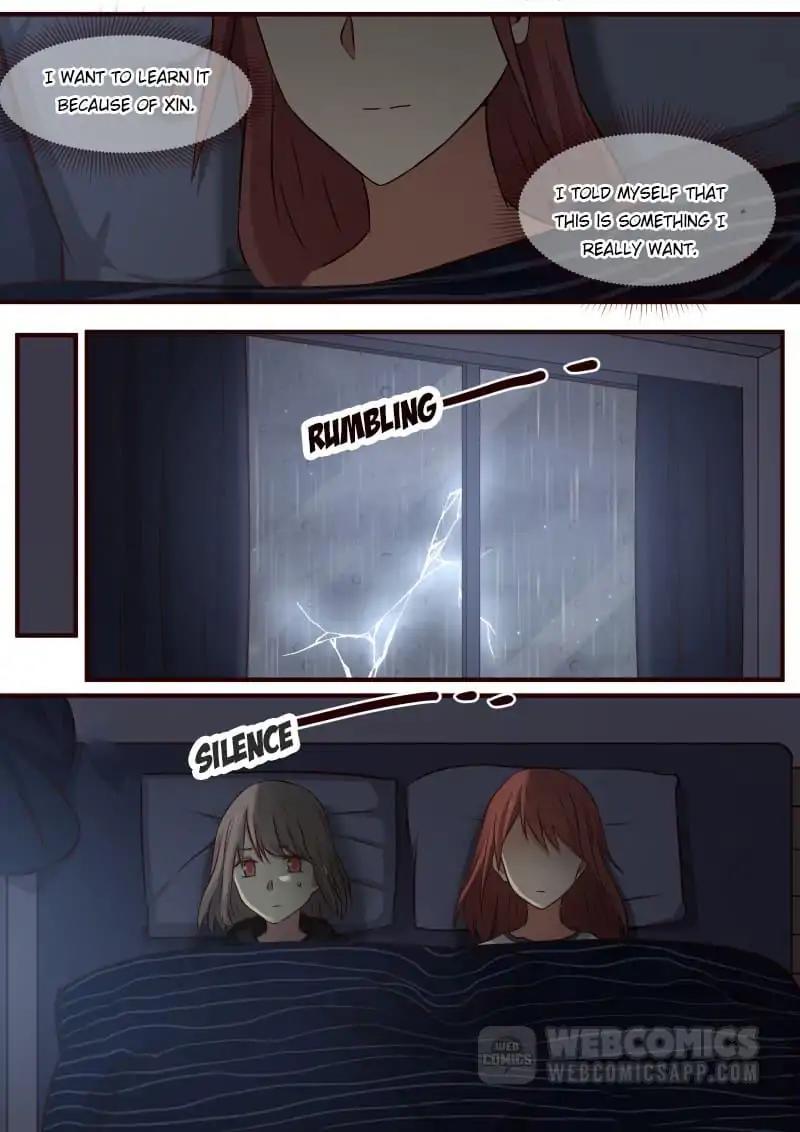 I WANT TO LEARN IT
BECAUSE OF XIN.
I TOLD MYSELF THAT
THIS IS SOMETHING I
REALLY WANT.
RUMBLING
SILENCE
WEB
COMICS
WEBCOMICS
WEBCOMICSAPP.COM